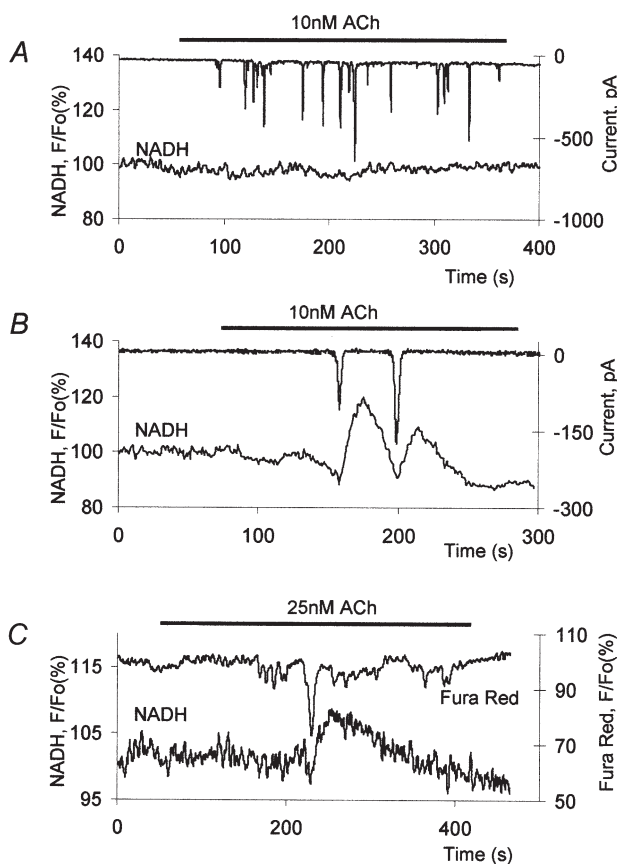 A
10nM ACh
140
120
100
80
NADH, F/Fo(%)
NADH
0
-500
-1000
Current, pA
0 100 200 300 400
Time (s)
B
10nM ACh
140
120
100
80
NADH, F/Fo(%)
NADH
0
-150
-300
Current, pA
0 100 200 300
Time (s)
C
25nM ACh
115
105
95
NADH, F/Fo(%)
NADH
Fura Red
110
90
70
50
Fura Red, F/Fo(%)
0 200 400
Time (s)